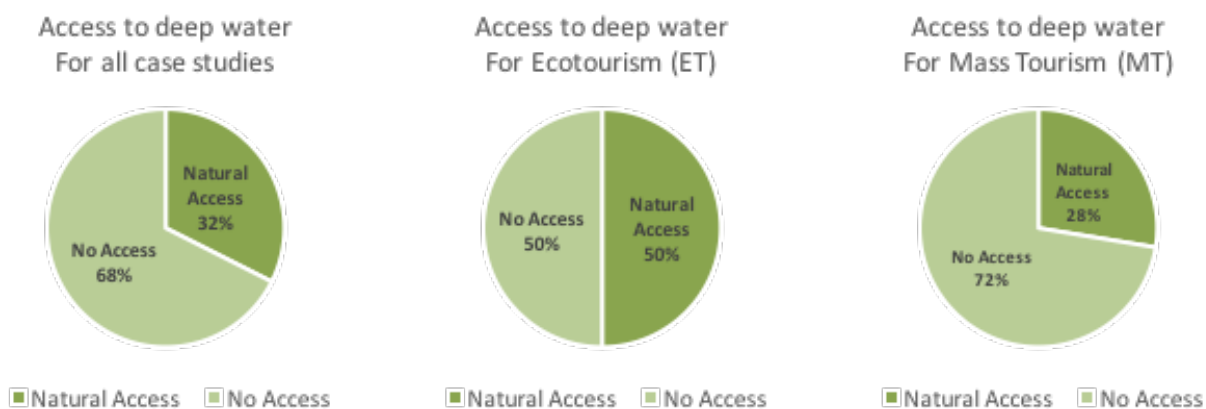 Access to deep water
For all case studies
Natural
Access
32%
No Access
68%
Natural Access No Access
Access to deep water
For Ecotourism (ET)
No Access
50%
Natural
Access
50%
Natural Access No Access
Access to deep water
For Mass Tourism (MT)
Natural
Access
28%
No Access
72%
Natural Access No Access